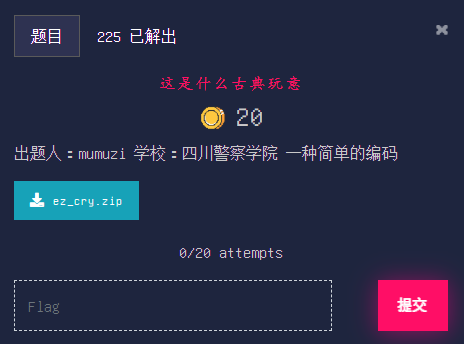 题目 225 已解出 ×
这是什么古典玩意
20
出题人：mumuzi 学校：四川警察学院 一种简单的编码
ez_cry.zip
0/20 attempts
Flag 提交